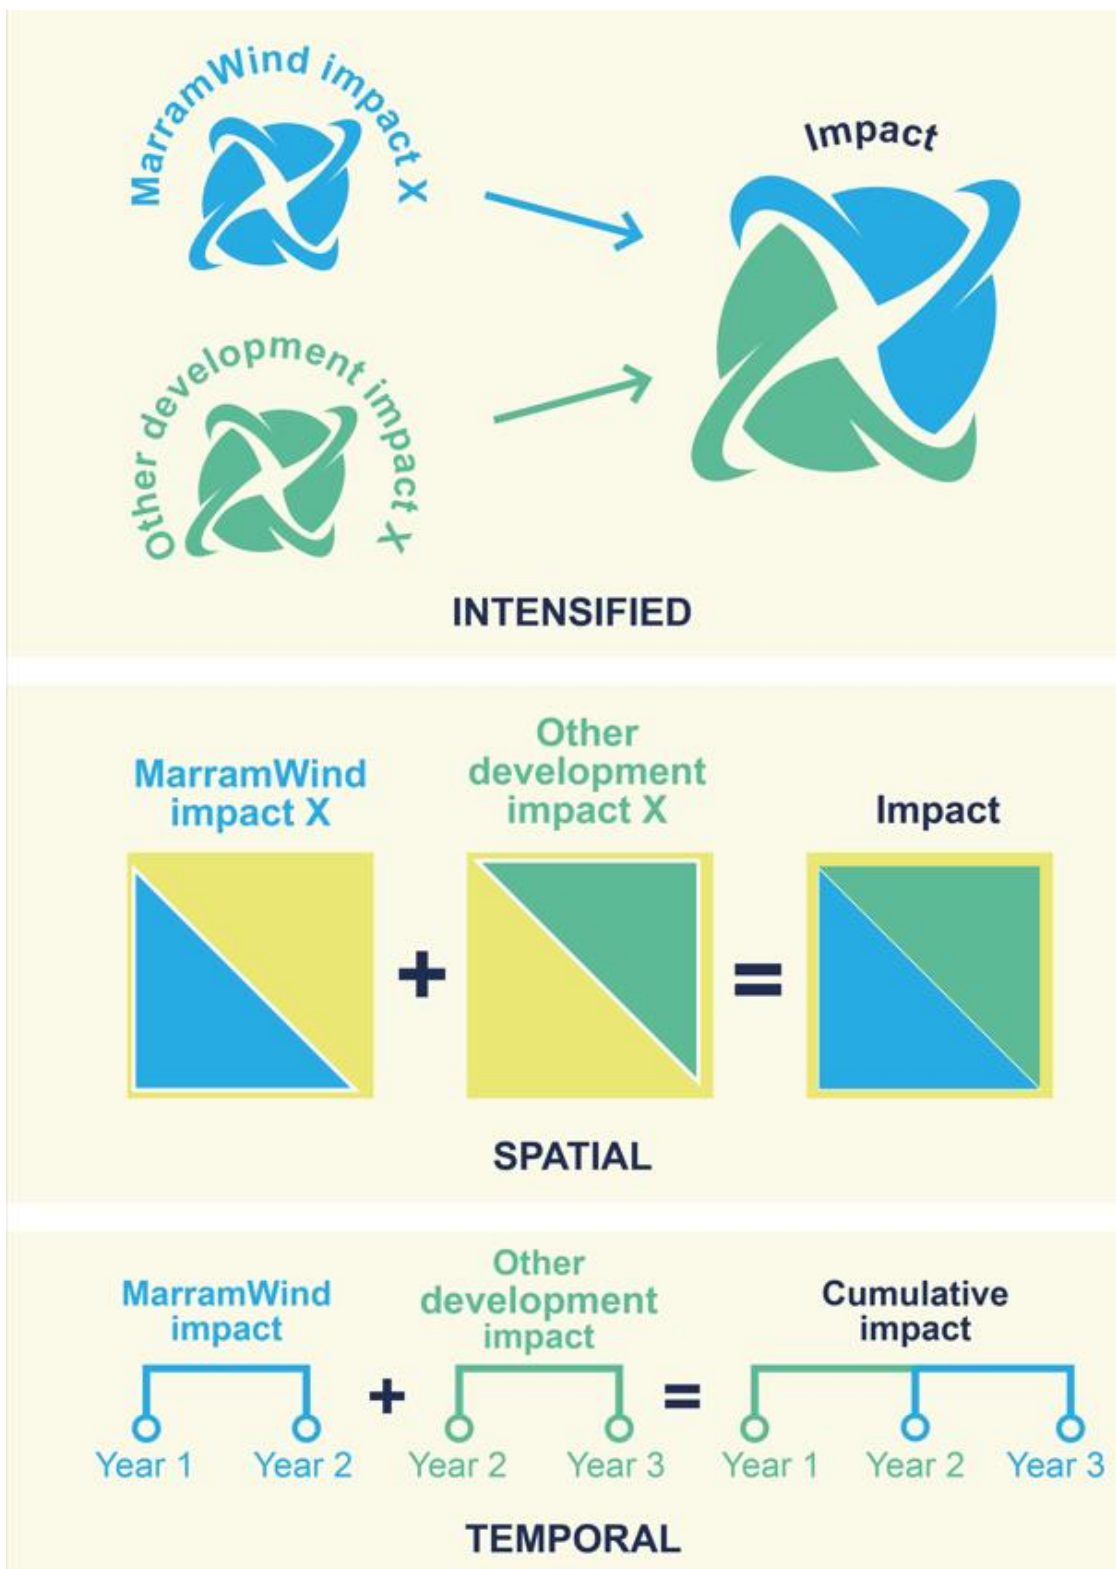 MarramWind impact X
Impact
Other development impact X
INTENSIFIED
MarramWind
impact X
Other
development
impact X
Impact
+
=
SPATIAL
MarramWind
impact
Other
development
impact
Cumulative
impact
+
=
Year 1
Year 2
Year 2
Year 3
Year 1
Year 2
Year 3
TEMPORAL